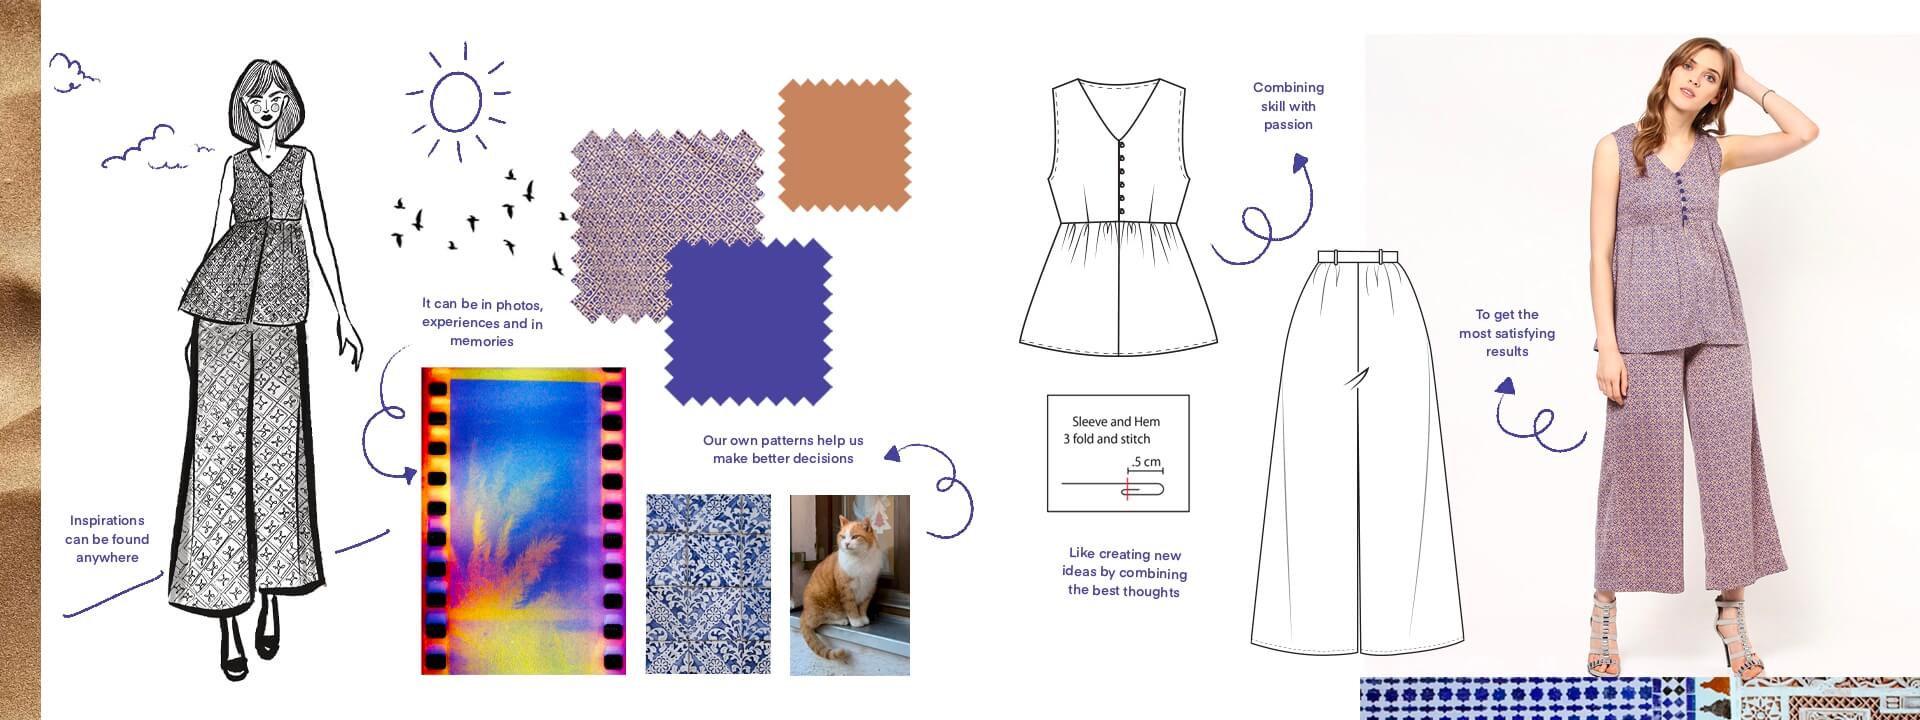 Inspirations
can be found
anywhere
It can be in photos,
experiences and in
memories
Our own patterns help us
make better decisions
Sleeve and Hem
3 fold and stitch
.5 cm
Like creating new
ideas by combining
the best thoughts
Combining
skill with
passion
To get the
most satisfying
results